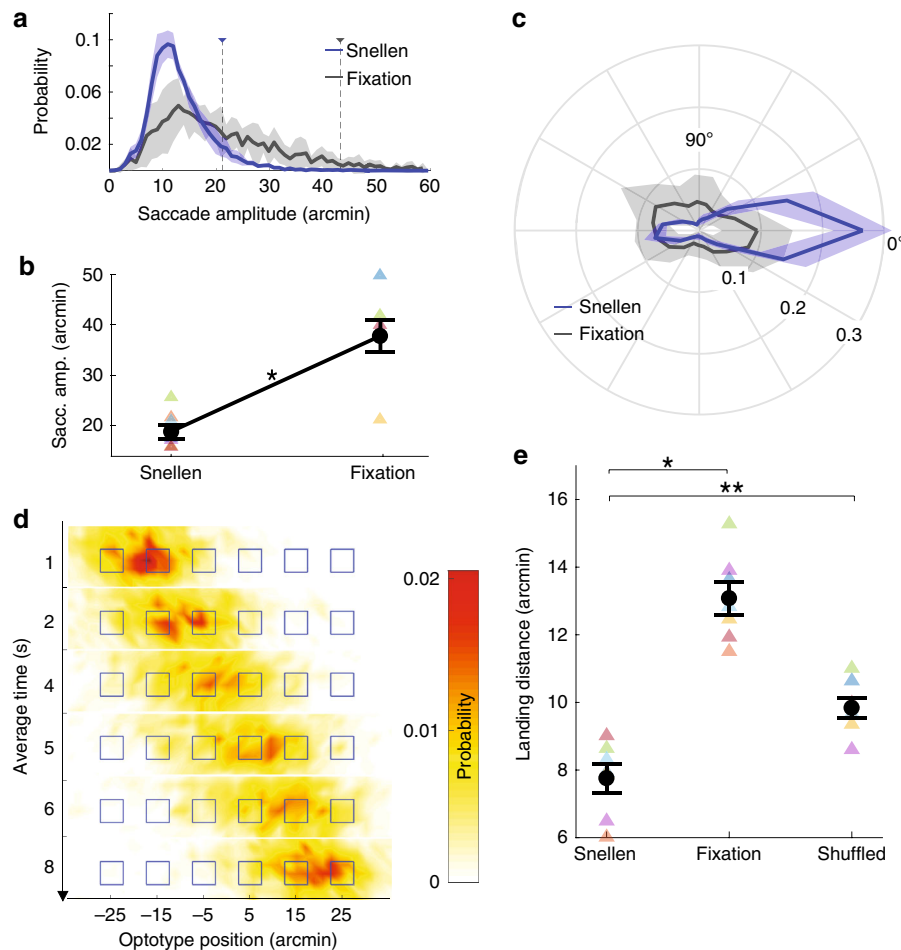 a
Probability
0.1
0.06
0.02
Snellen
Fixation
0
10
20
30
40
50
60
Saccade amplitude (arcmin)
b
Sacc. amp. (arcmin)
50
40
30
20
*
Snellen
Fixation
c
90°
0°
0.1
0.2
0.3
Snellen
Fixation
d
Average time (s)
1
2
4
5
6
8
–25
–15
–5
5
15
25
Optotype position (arcmin)
0.02
0.01
0
Probability
e
Landing distance (arcmin)
16
14
12
10
8
6
*
**
Snellen
Fixation
Shuffled